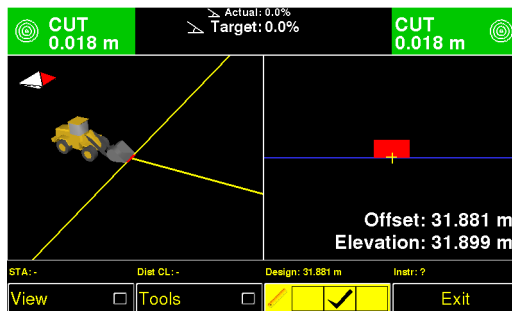 CUT
0.018 m
Actual: 0.0%
Target: 0.0%
CUT
0.018 m
Offset: 31.881 m
Elevation: 31.899 m
STA: -
Dist CL: -
Design: 31.881 m
Instr: ?
View
Tools
Exit